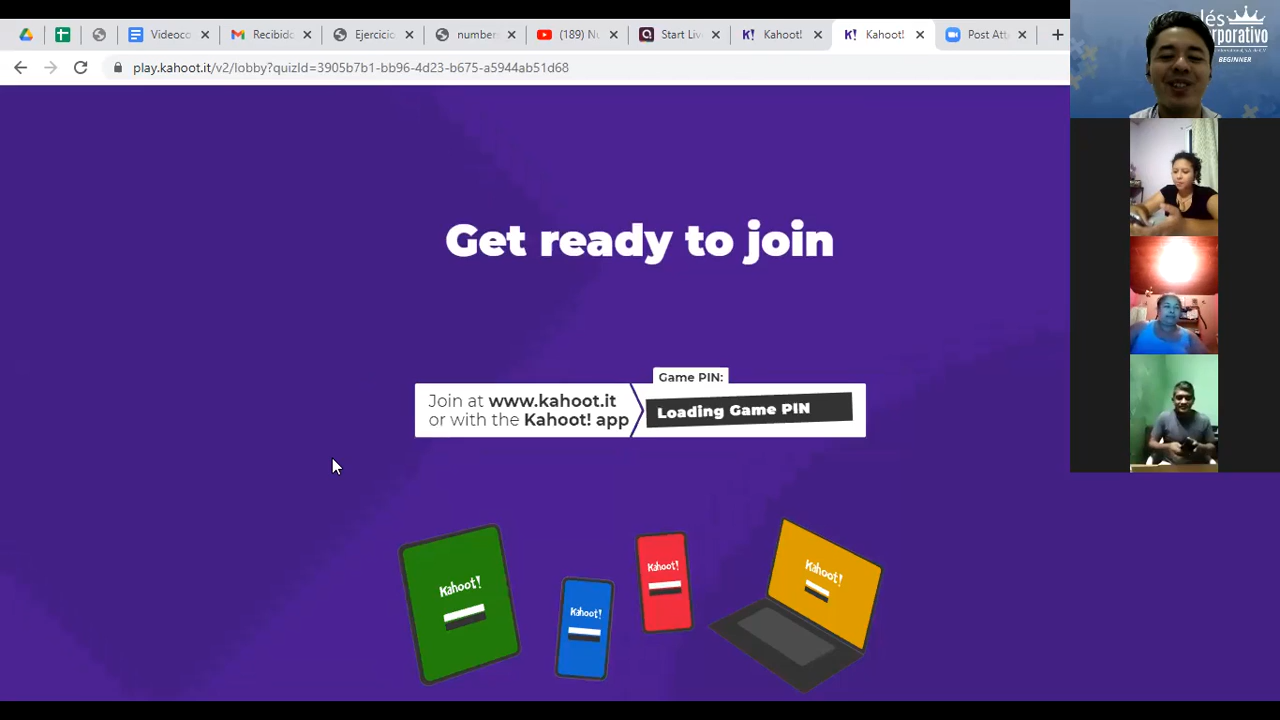 Videoco
Recibido
Ejercicio
number
(189) Nu
Start Live
Kahoot!
Kahoot!
Post Att
play.kahoot.it/v2/lobby?quizId=3905b7b1-bb96-4d23-b675-a5944ab51d68
BEGINNER
Get ready to join
Game PIN:
Join at www.kahoot.it
or with the Kahoot! app
Loading Game PIN
Kahoot!
Kahoot!
Kahoot!
Kahoot!